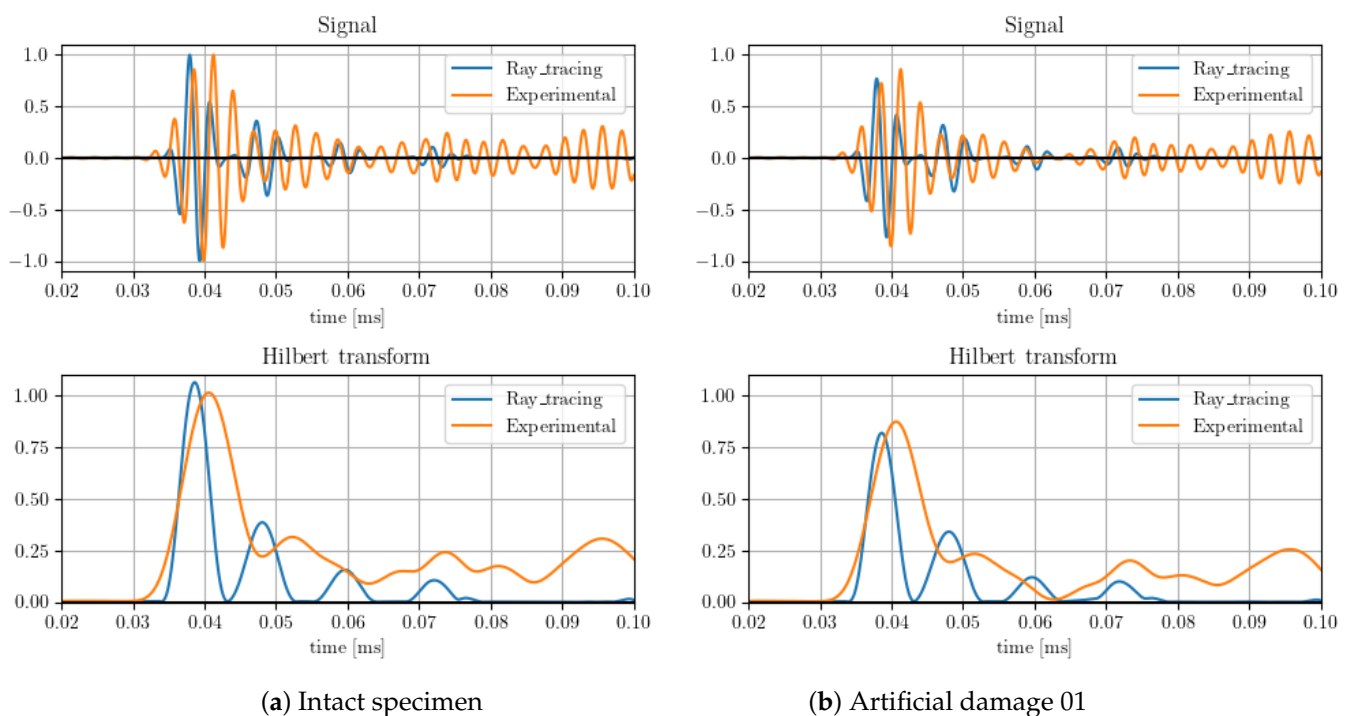 Signal
1.0
0.5
0.0
−0.5
−1.0
Ray_tracing
Experimental
0.02 0.03 0.04 0.05 0.06 0.07 0.08 0.09 0.10
time [ms]
Signal
1.0
0.5
0.0
−0.5
−1.0
Ray_tracing
Experimental
0.02 0.03 0.04 0.05 0.06 0.07 0.08 0.09 0.10
time [ms]
Hilbert transform
1.00
0.75
0.50
0.25
0.00
Ray_tracing
Experimental
0.02 0.03 0.04 0.05 0.06 0.07 0.08 0.09 0.10
time [ms]
Hilbert transform
1.00
0.75
0.50
0.25
0.00
Ray_tracing
Experimental
0.02 0.03 0.04 0.05 0.06 0.07 0.08 0.09 0.10
time [ms]
(a) Intact specimen
(b) Artificial damage 01